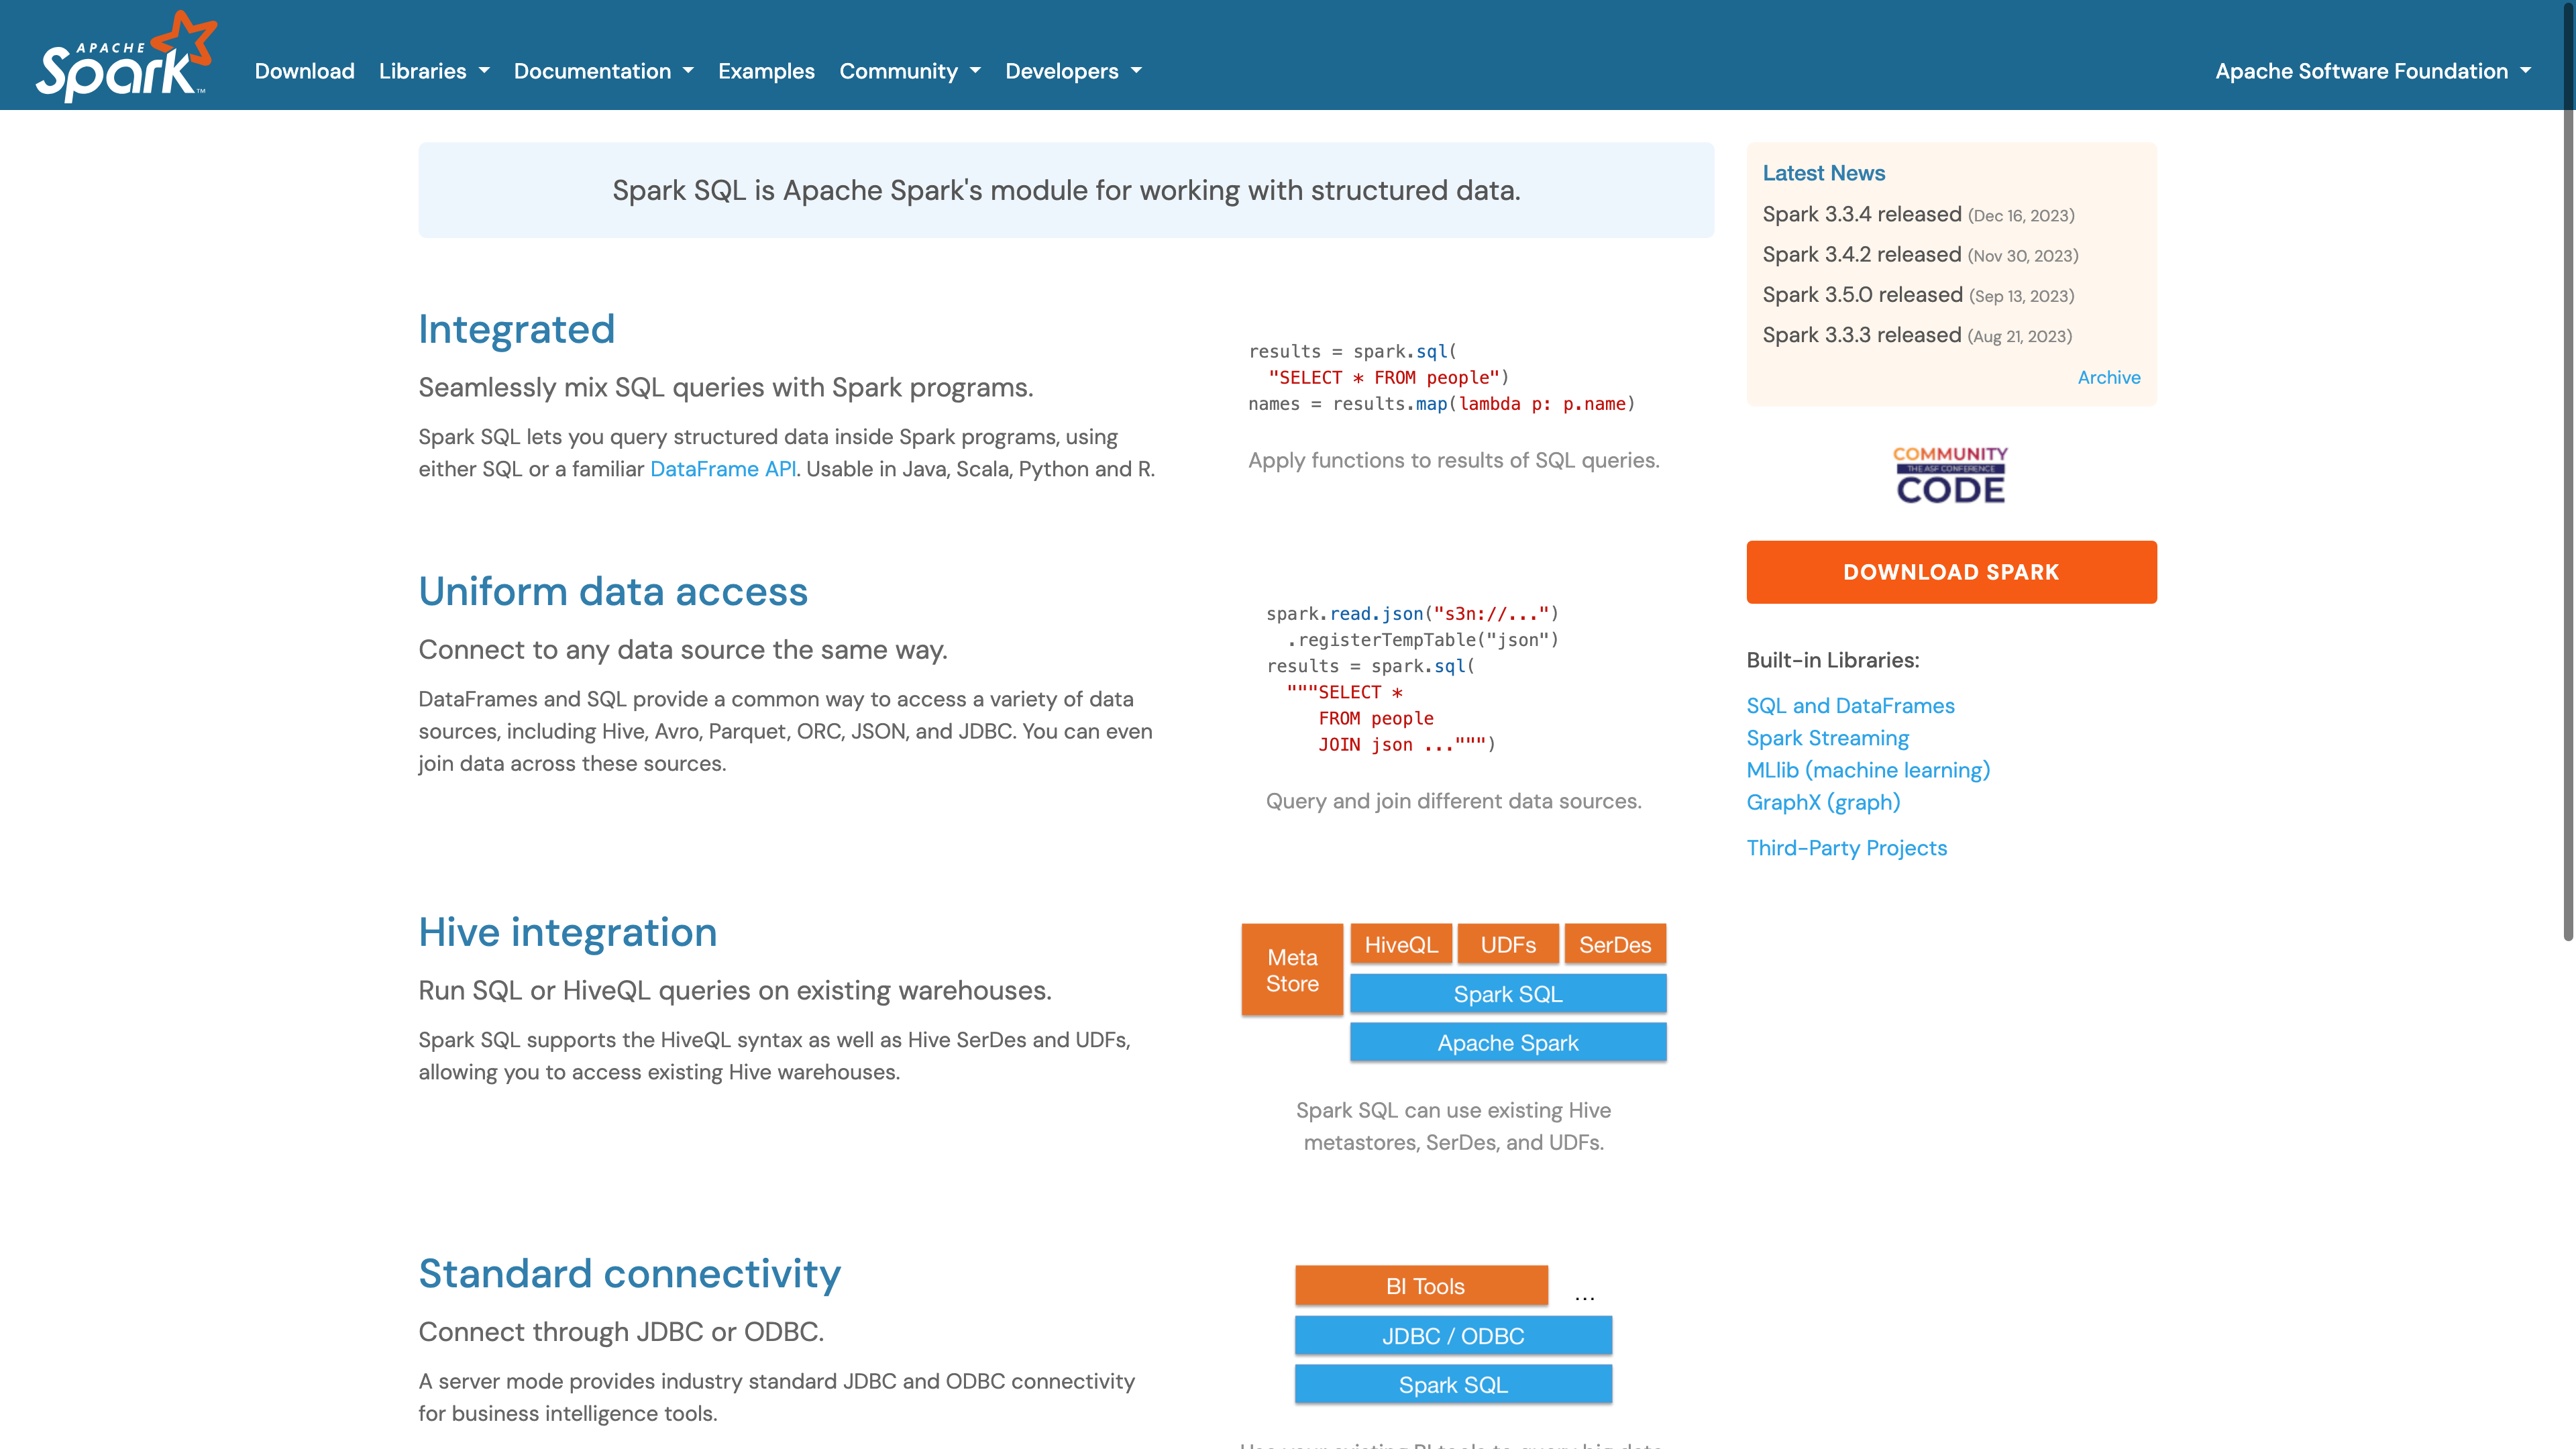 APACHE
Spark™
Download Libraries Documentation Examples Community Developers Apache Software Foundation
Spark SQL is Apache Spark's module for working with structured data.
Integrated
Seamlessly mix SQL queries with Spark programs.
Spark SQL lets you query structured data inside Spark programs, using
either SQL or a familiar DataFrame API. Usable in Java, Scala, Python and R.
results = spark.sql(
"SELECT * FROM people")
names = results.map(lambda p: p.name)
Apply functions to results of SQL queries.
Uniform data access
Connect to any data source the same way.
DataFrames and SQL provide a common way to access a variety of data
sources, including Hive, Avro, Parquet, ORC, JSON, and JDBC. You can even
join data across these sources.
spark.read.json("s3n://...")
.registerTempTable("json")
results = spark.sql(
"""SELECT *
FROM people
JOIN json ...""")
Query and join different data sources.
Hive integration
Run SQL or HiveQL queries on existing warehouses.
Spark SQL supports the HiveQL syntax as well as Hive SerDes and UDFs,
allowing you to access existing Hive warehouses.
Meta
Store
HiveQL UDFs SerDes
Spark SQL
Apache Spark
Spark SQL can use existing Hive
metastores, SerDes, and UDFs.
Standard connectivity
Connect through JDBC or ODBC.
A server mode provides industry standard JDBC and ODBC connectivity
for business intelligence tools.
BI Tools ...
JDBC / ODBC
Spark SQL
Use your existing BI tools to query big data.
Latest News
Spark 3.3.4 released (Dec 16, 2023)
Spark 3.4.2 released (Nov 30, 2023)
Spark 3.5.0 released (Sep 13, 2023)
Spark 3.3.3 released (Aug 21, 2023)
Archive
COMMUNITY
THE ASF CONFERENCE
CODE
DOWNLOAD SPARK
Built-in Libraries:
SQL and DataFrames
Spark Streaming
MLlib (machine learning)
GraphX (graph)
Third-Party Projects